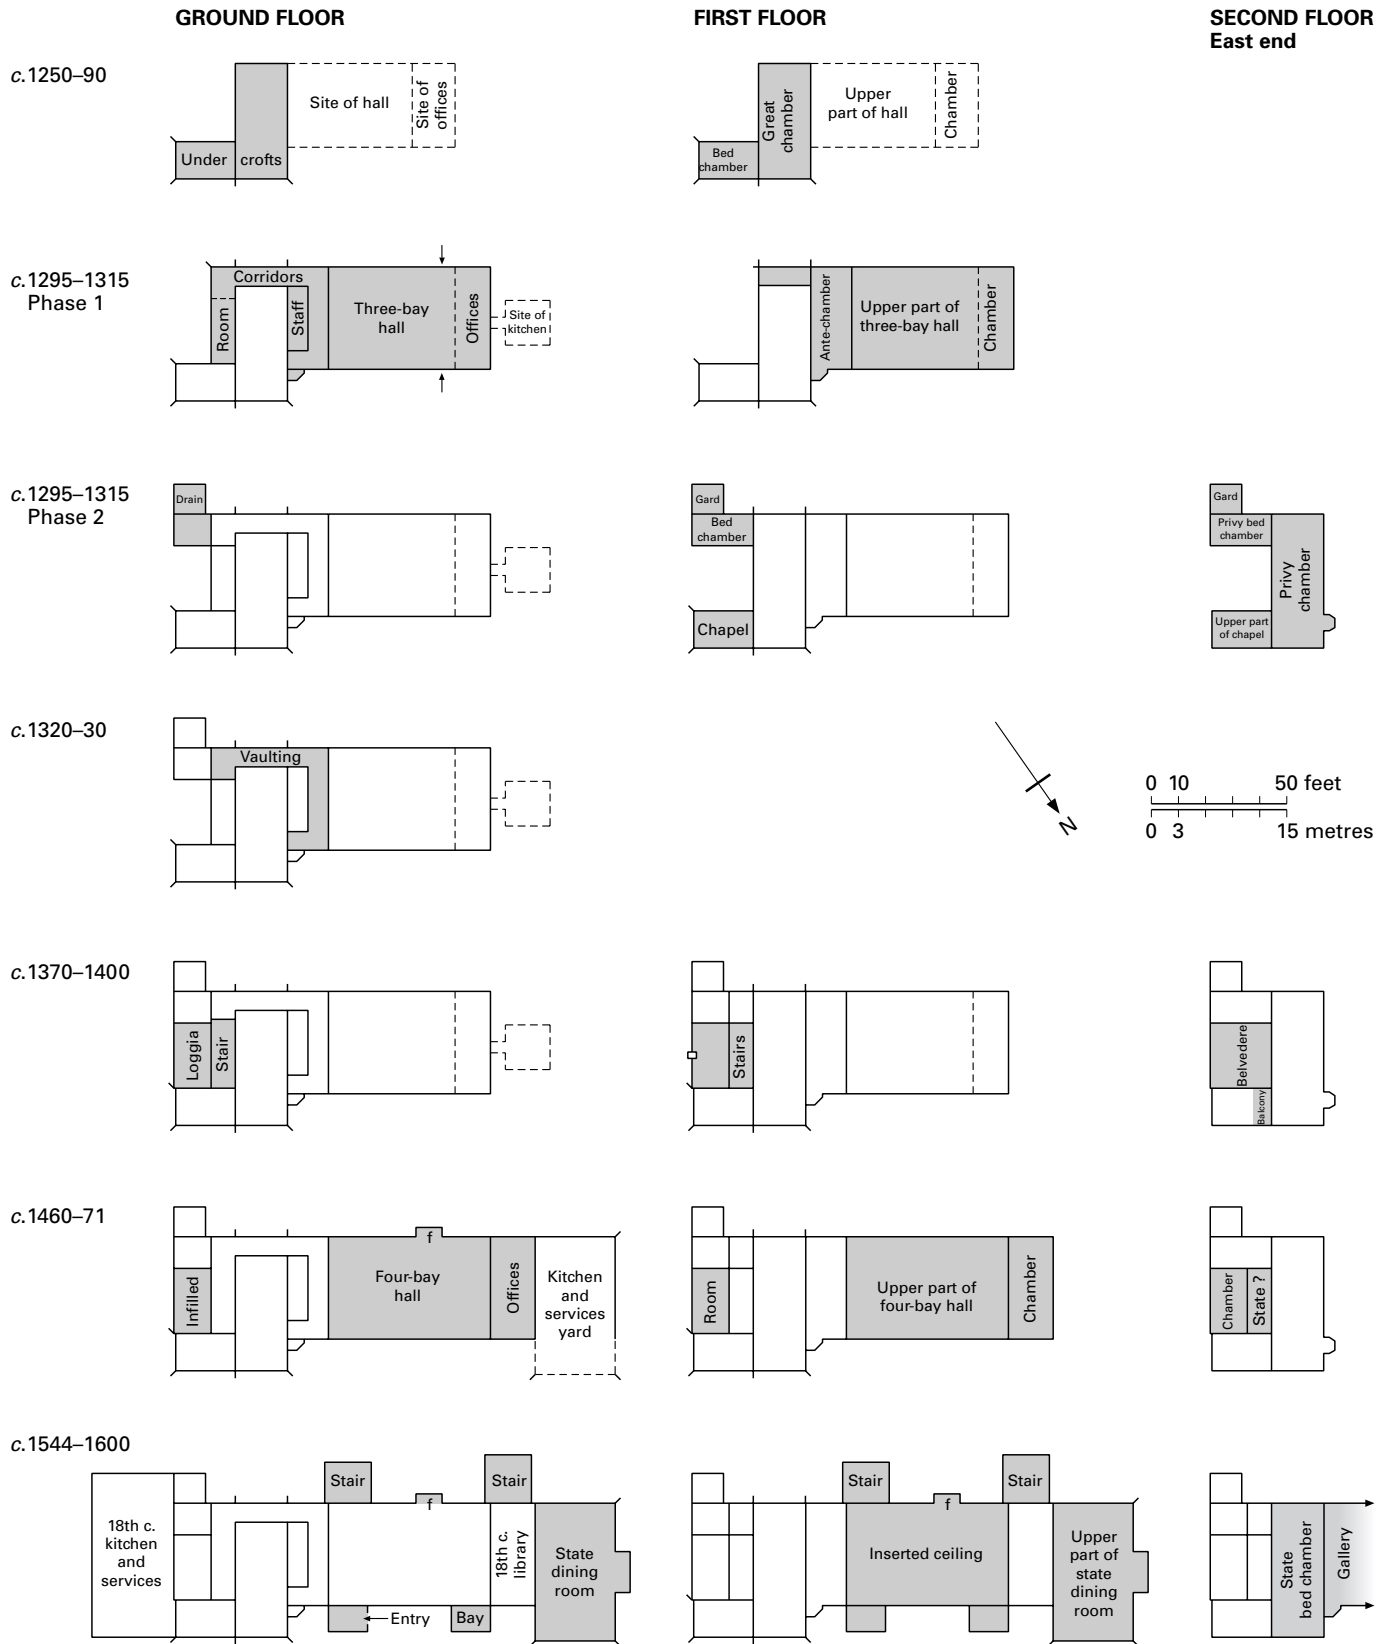 GROUND FLOOR
FIRST FLOOR
SECOND FLOOR
East end
c.1250–90
Site of hall
Site of
offices
Under
crofts
Great
chamber
Upper
part of hall
Chamber
Bed
chamber
c.1295–1315
Phase 1
Corridors
Room
Staff
Three-bay
hall
Offices
Site of
kitchen
Ante-chamber
Upper part of
three-bay hall
Chamber
c.1295–1315
Phase 2
Drain
Gard
Bed
chamber
Chapel
Gard
Privy bed
chamber
Privy
chamber
Upper part
of chapel
c.1320–30
Vaulting
N
0 10 50 feet
0 3 15 metres
c.1370–1400
Loggia
Stair
Stairs
Belvedere
Balcony
c.1460–71
Infilled
f
Four-bay
hall
Offices
Kitchen
and
services
yard
Room
Upper part of
four-bay hall
Chamber
Chamber
State ?
c.1544–1600
18th c.
kitchen
and
services
Stair
f
Stair
18th c.
library
State
dining
room
Entry
Bay
Stair
f
Stair
Inserted ceiling
Upper
part of
state
dining
room
State
bed chamber
Gallery